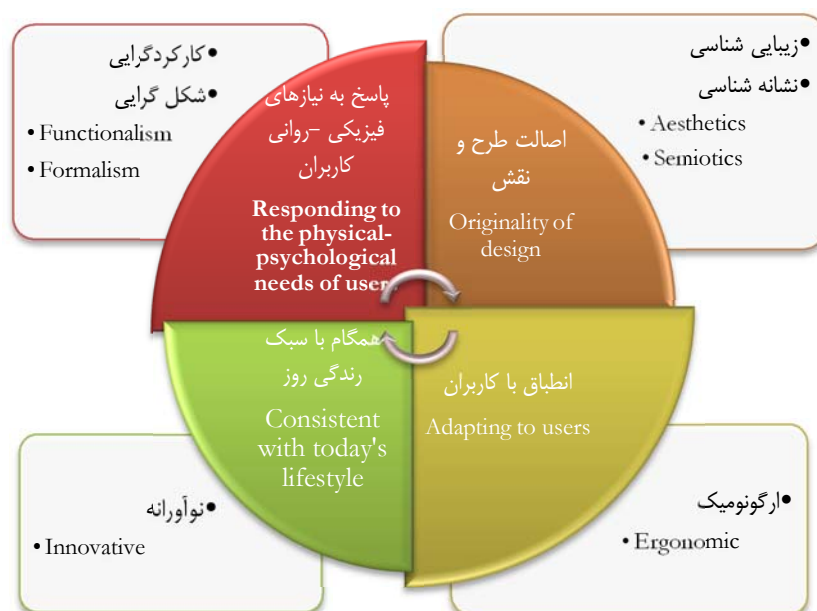 •کارکردگرایی
•شکل گرایی
• Functionalism
• Formalism
•زیبایی شناسی
•نشانه شناسی
• Aesthetics
• Semiotics
پاسخ به نیازهای
فیزیکی –روانی
کاربران
Responding to
the physical-
psychological
needs of user
اصالت طرح و
نقش
Originality of
design
همگام با سبک
رندگی روز
Consistent
with today's
lifestyle
انطباق با کاربران
Adapting to users
•نوآورانه
• Innovative
•ارگونومیک
• Ergonomic